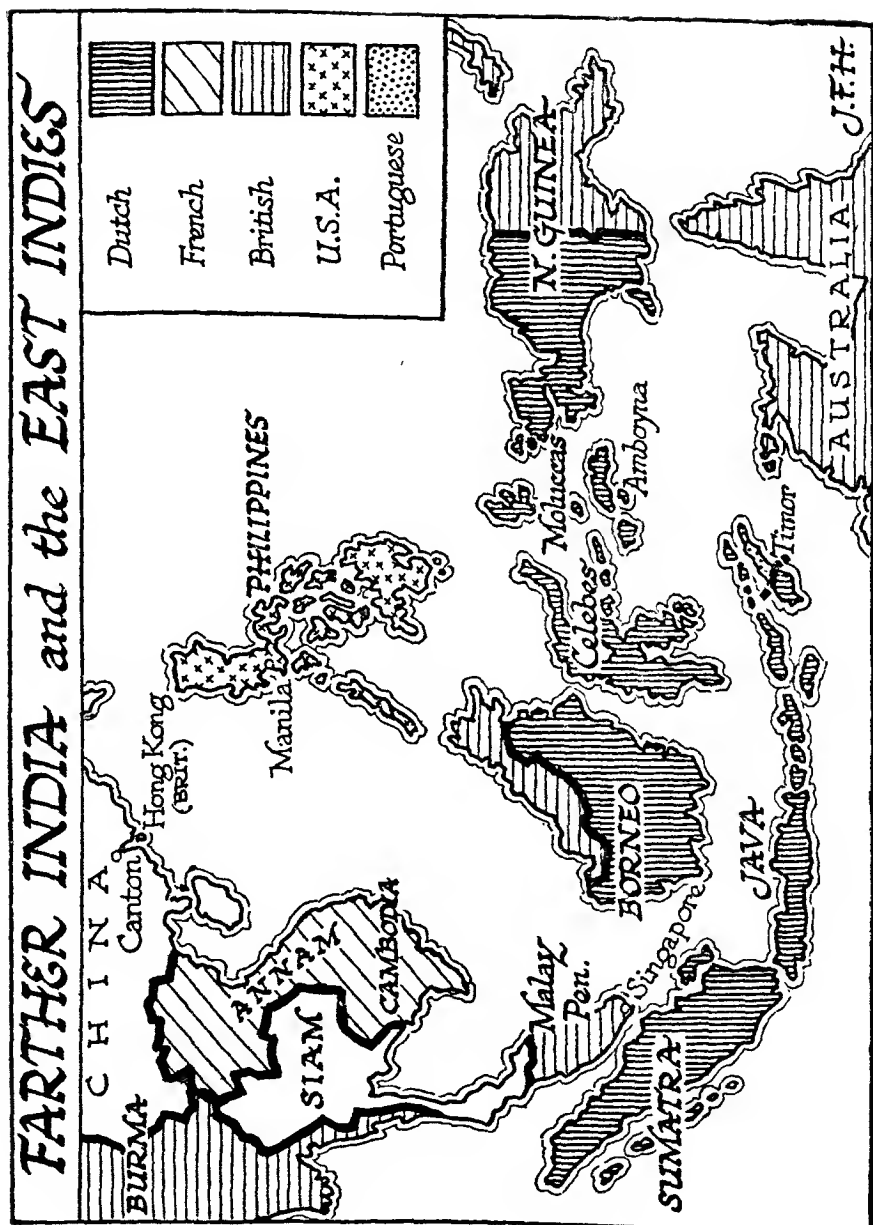 FARTHER INDIA and the EAST INDIES
Dutch
French
British
U.S.A.
Portuguese
CHINA
BURMA
Canton
Hong Kong
(BRIT.)
ANNAM
SIAM
CAMBODIA
Manila
PHILIPPINES
Malay
Pen.
Singapore
SUMATRA
BORNEO
JAVA
Celebes
Moluccas
Amboyna
Timor
N. GUINEA
AUSTRALIA
J.F.H.